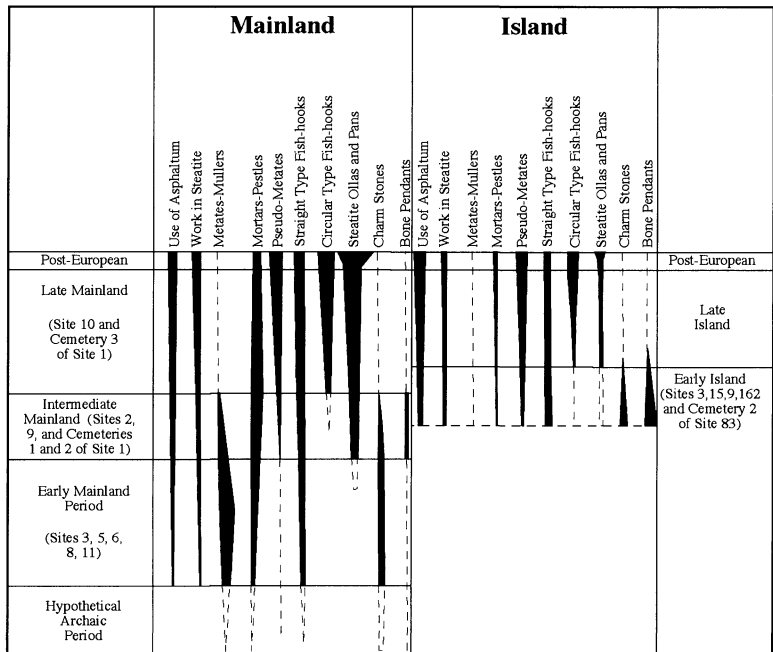 Mainland
Island
Use of Asphaltum
Work in Steatite
Metates-Mullers
Mortars-Pestles
Pseudo-Metates
Straight Type Fish-hooks
Circular Type Fish-hooks
Steatite Ollas and Pans
Charm Stones
Bone Pendants
Use of Asphaltum
Work in Steatite
Metates-Mullers
Mortars-Pestles
Pseudo-Metates
Straight Type Fish-hooks
Circular Type Fish-hooks
Steatite Ollas and Pans
Charm Stones
Bone Pendants
Post-European
Late Mainland
(Site 10 and
Cemetery 3
of Site 1)
Intermediate
Mainland (Sites 2,
9, and Cemeteries
1 and 2 of Site 1)
Early Mainland
Period
(Sites 3, 5, 6,
8, 11)
Hypothetical
Archaic
Period
Post-European
Late
Island
Early Island
(Sites 3,15,9,162
and Cemetery 2
of Site 83)